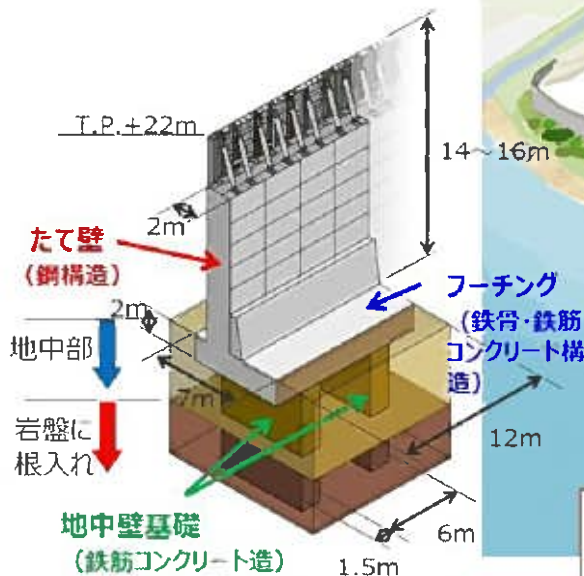 T.P.+22m
14～16m
2m
たて壁
（鋼構造）
フーチング
（鉄骨・鉄筋
コンクリート構
造）
2m
地中部
7m
12m
岩盤に
根入れ
6m
地中壁基礎
（鉄筋コンクリート造）
1.5m